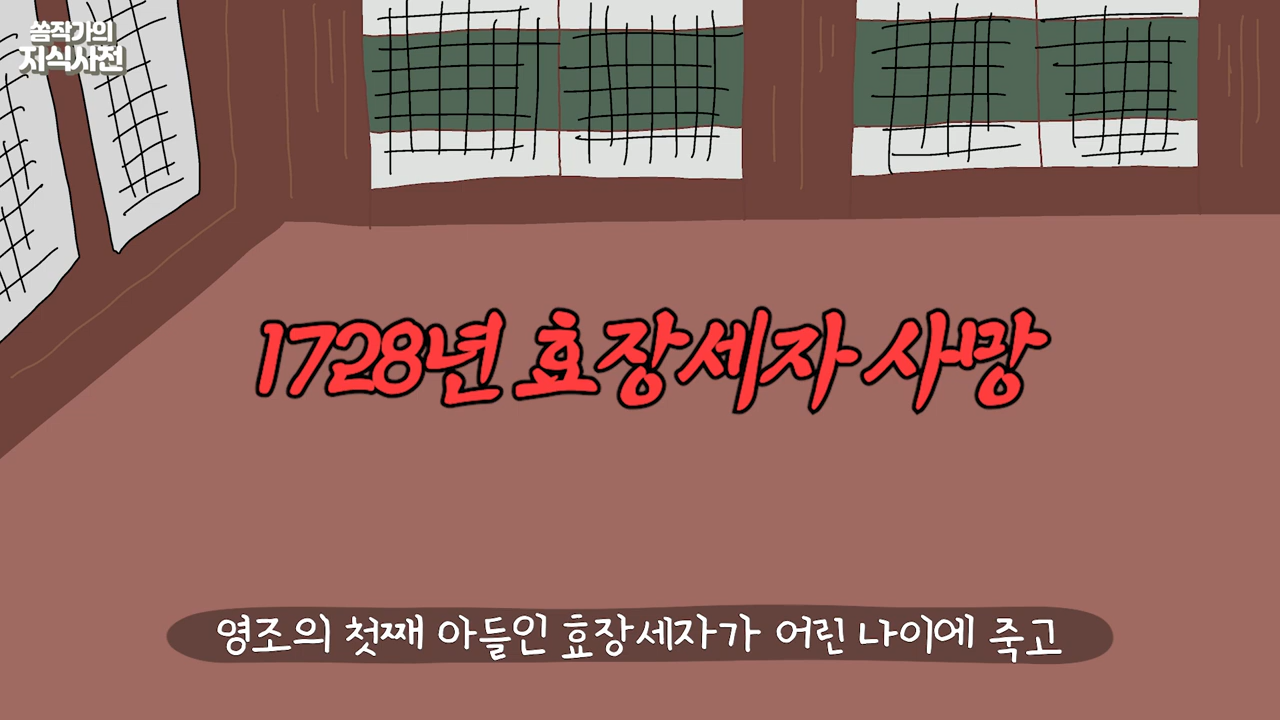 쏨작가의
지식사전
1728년 효장세자 사망
영조의 첫째 아들인 효장세자가 어린 나이에 죽고